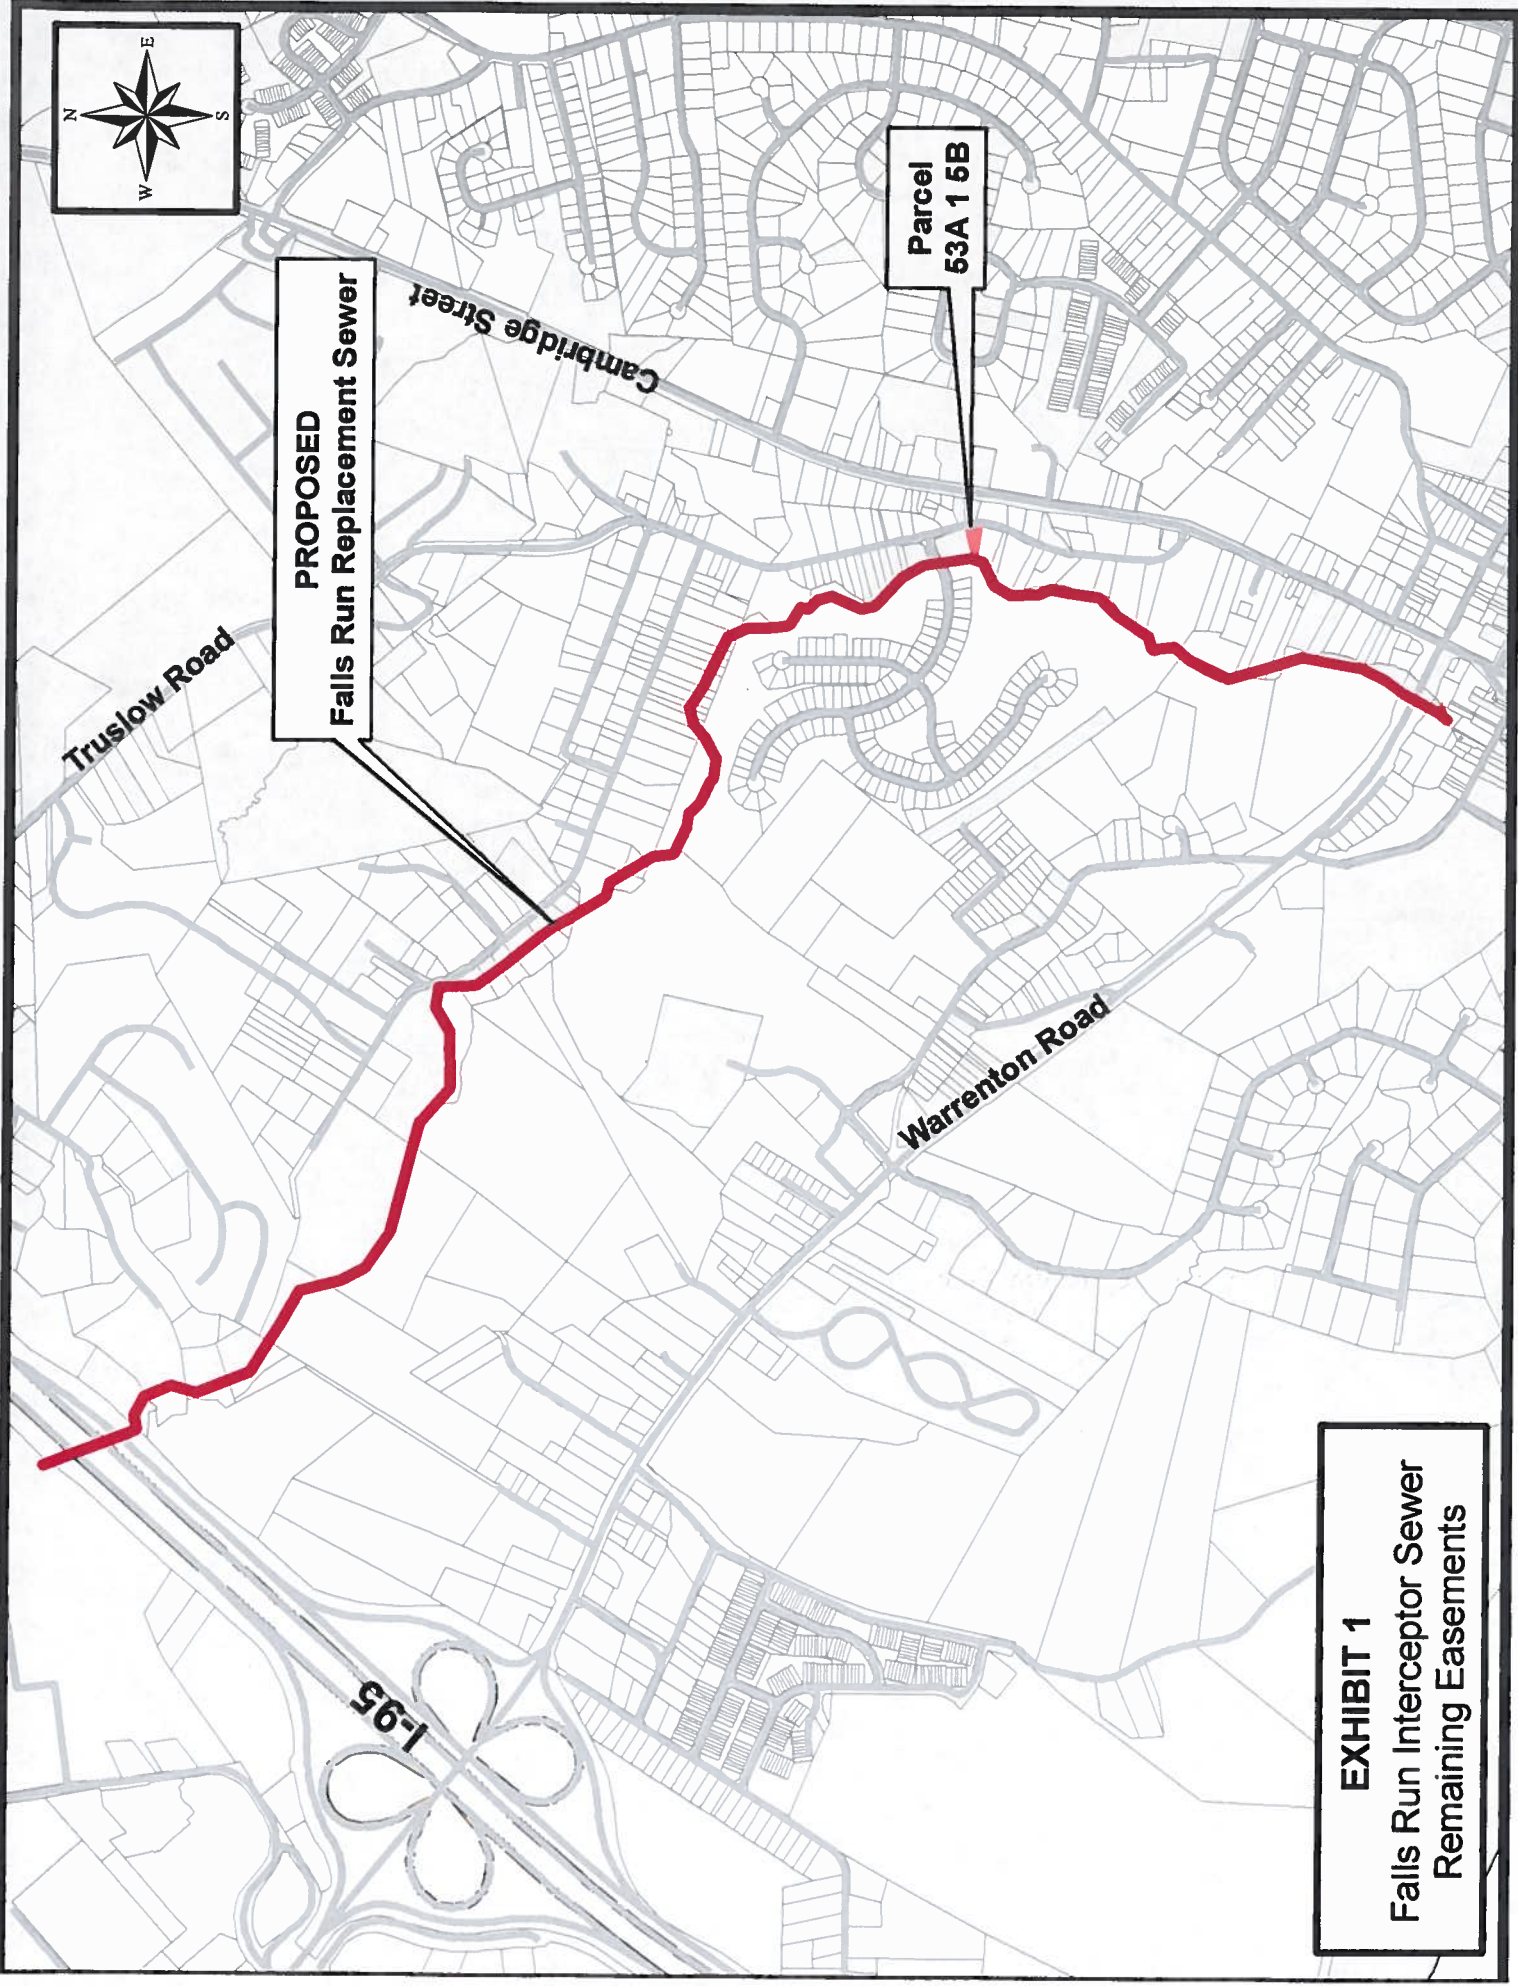 N
E
S
W
PROPOSED
Falls Run Replacement Sewer
Truslow Road
Cambridge Street
Parcel
53A 1 5B
Warrenton Road
I-95
EXHIBIT 1
Falls Run Interceptor Sewer
Remaining Easements